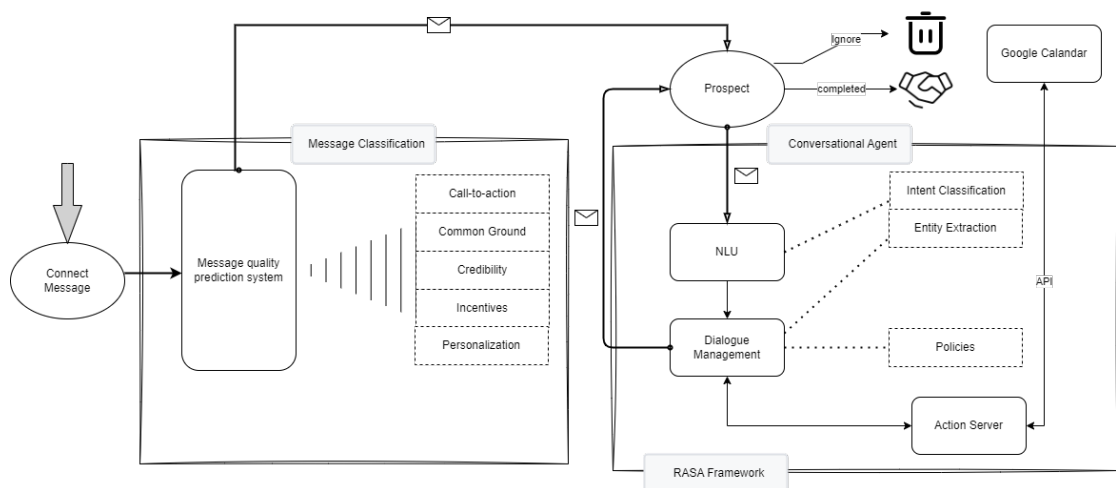 Ignore
Google Calandar
Prospect
completed
Message Classification
Conversational Agent
Call-to-action
Intent Classification
Common Ground
Entity Extraction
Message quality
prediction system
NLU
Connect
Message
Credibility
API
Incentives
Personalization
Dialogue
Management
Policies
Action Server
RASA Framework